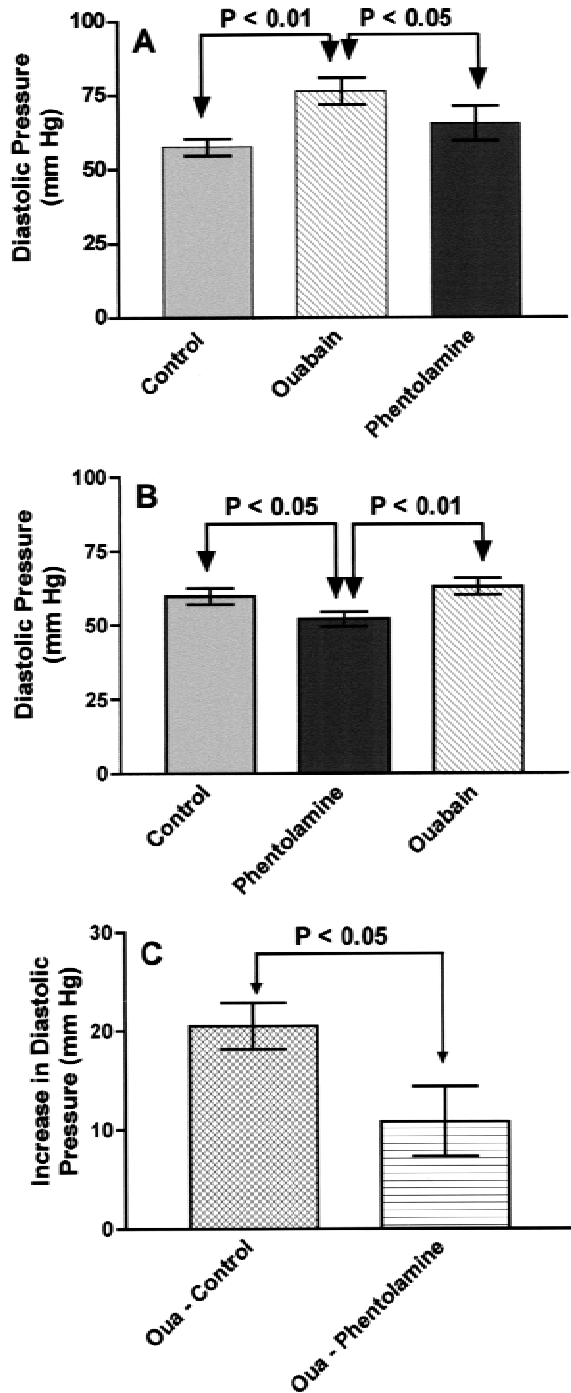 A
P < 0.01
P < 0.05
Diastolic Pressure
(mm Hg)
100
75
50
25
0
Control
Ouabain
Phentolamine
B
P < 0.05
P < 0.01
Diastolic Pressure
(mm Hg)
100
75
50
25
0
Control
Phentolamine
Ouabain
C
P < 0.05
Increase in Diastolic
Pressure (mm Hg)
30
20
10
0
Oua - Control
Oua - Phentolamine